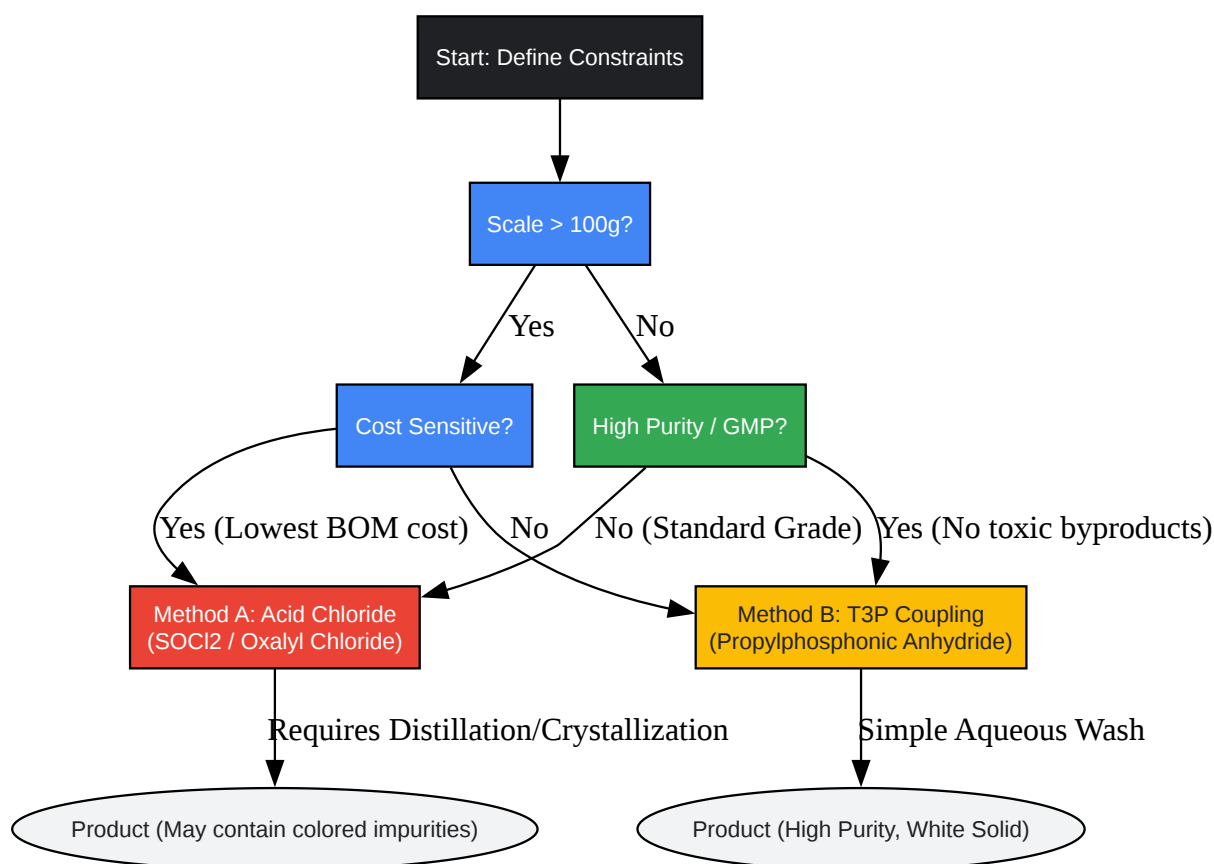 Start: Define Constraints
Scale > 100g?
Yes
No
Cost Sensitive?
High Purity / GMP?
Yes (Lowest BOM cost)
No
No (Standard Grade)
Yes (No toxic byproducts)
Method A: Acid Chloride
(SOCl2 / Oxalyl Chloride)
Method B: T3P Coupling
(Propylphosphonic Anhydride)
Requires Distillation/Crystallization
Simple Aqueous Wash
Product (May contain colored impurities)
Product (High Purity, White Solid)